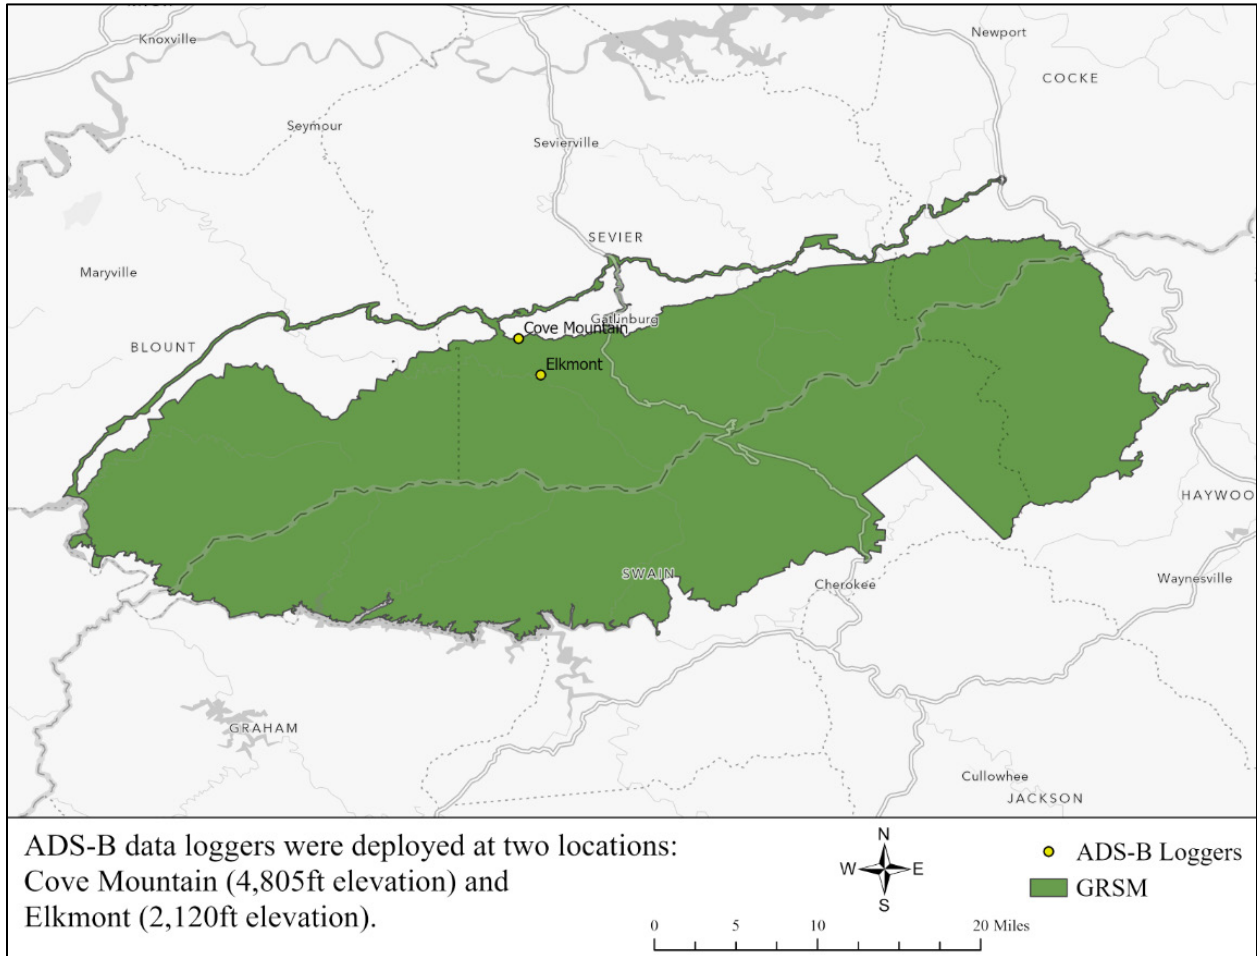 Knoxville
Newport
COCKE
Seymour
Sevierville
SEVIER
Maryville
Gatlinburg
Cove Mountain
BLOUNT
Elkmont
HAYWOO
SWAIN
Cherokee
Waynesville
GRAHAM
Cullowhee
JACKSON
ADS-B data loggers were deployed at two locations:
Cove Mountain (4,805ft elevation) and
Elkmont (2,120ft elevation).
N
W E
S
0 5 10 20 Miles
ADS-B Loggers
GRSM